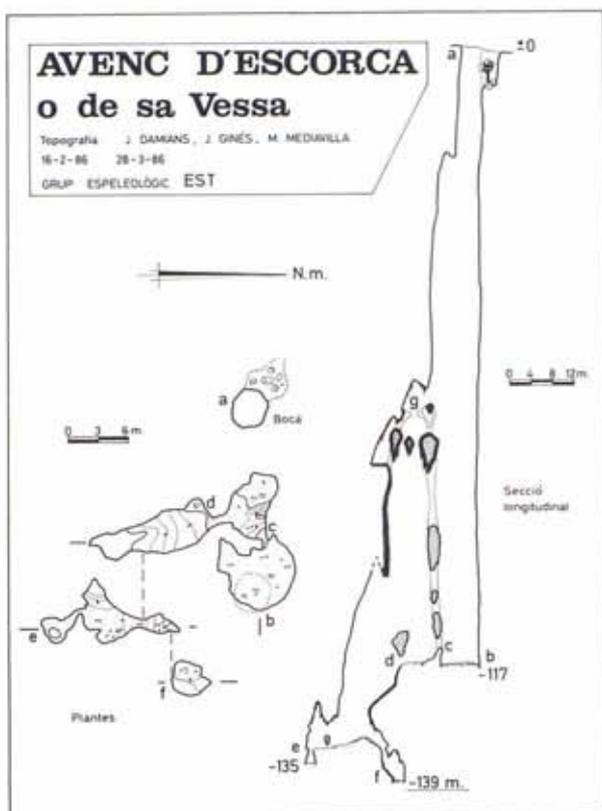 AVENC D'ESCORCA
o de sa Vessa
Topografia J. DAMIANS, J. GINÉS, M. MEDIAVILLA
16-2-86 28-3-86
GRUP ESPELEOLÒGIC EST
a
±0
N.m.
0 4 8 12m.
g
a
Boca
0 3 6m.
Secció
longitudinal
d
c
b
e
f
Plantes
d
c
b
-117
e
-135
f
-139 m.